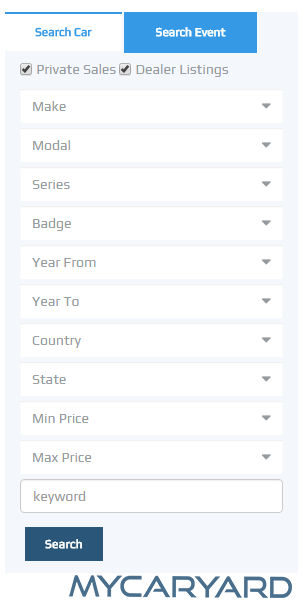 Search Car Search Event
Private Sales Dealer Listings
Make
Modal
Series
Badge
Year From
Year To
Country
State
Min Price
Max Price
keyword
Search
MYCARYARD